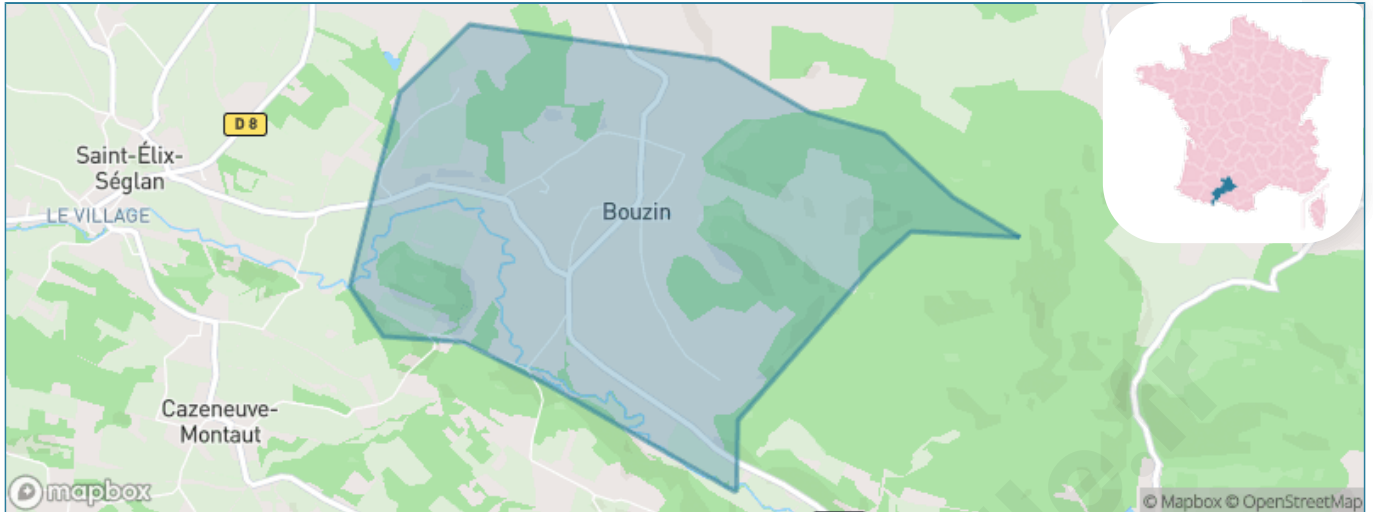 D 8
Saint-Élix-
Séglan
LE VILLAGE
Bouzin
Cazeneuve-
Montaut
mapbox
© Mapbox © OpenStreetMap